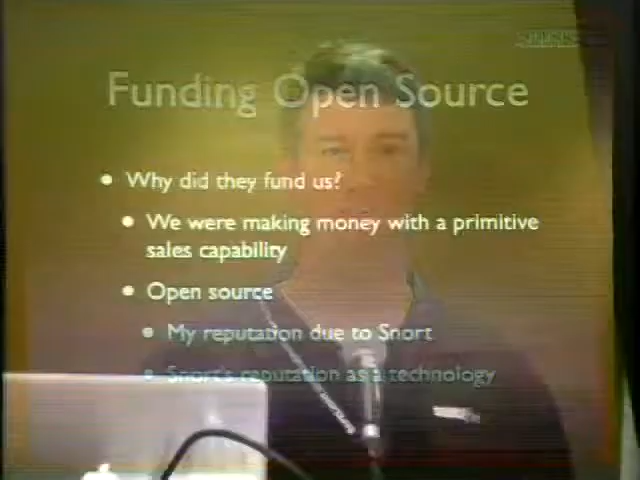 Funding Open Source
Why did they fund us?
We were making money with a primitive
sales capability
Open source
My reputation due to Snort
Snort's reputation as a technology